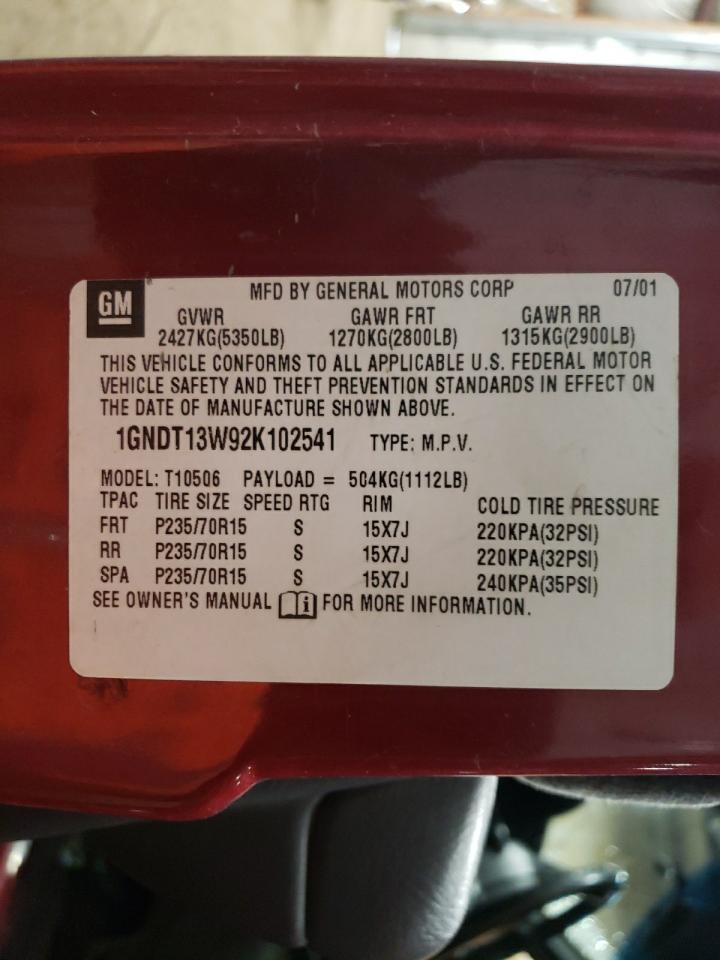 GM
MFD BY GENERAL MOTORS CORP 07/01
GVWR GAWR FRT GAWR RR
2427KG(5350LB) 1270KG(2800LB) 1315KG(2900LB)
THIS VEHICLE CONFORMS TO ALL APPLICABLE U.S. FEDERAL MOTOR
VEHICLE SAFETY AND THEFT PREVENTION STANDARDS IN EFFECT ON
THE DATE OF MANUFACTURE SHOWN ABOVE.
1GNDT13W92K102541 TYPE: M.P.V.
MODEL: T10506 PAYLOAD = 504KG(1112LB)
TPAC TIRE SIZE SPEED RTG RIM COLD TIRE PRESSURE
FRT P235/70R15 S 15X7J 220KPA(32PSI)
RR P235/70R15 S 15X7J 220KPA(32PSI)
SPA P235/70R15 S 15X7J 240KPA(35PSI)
SEE OWNER'S MANUAL i FOR MORE INFORMATION.